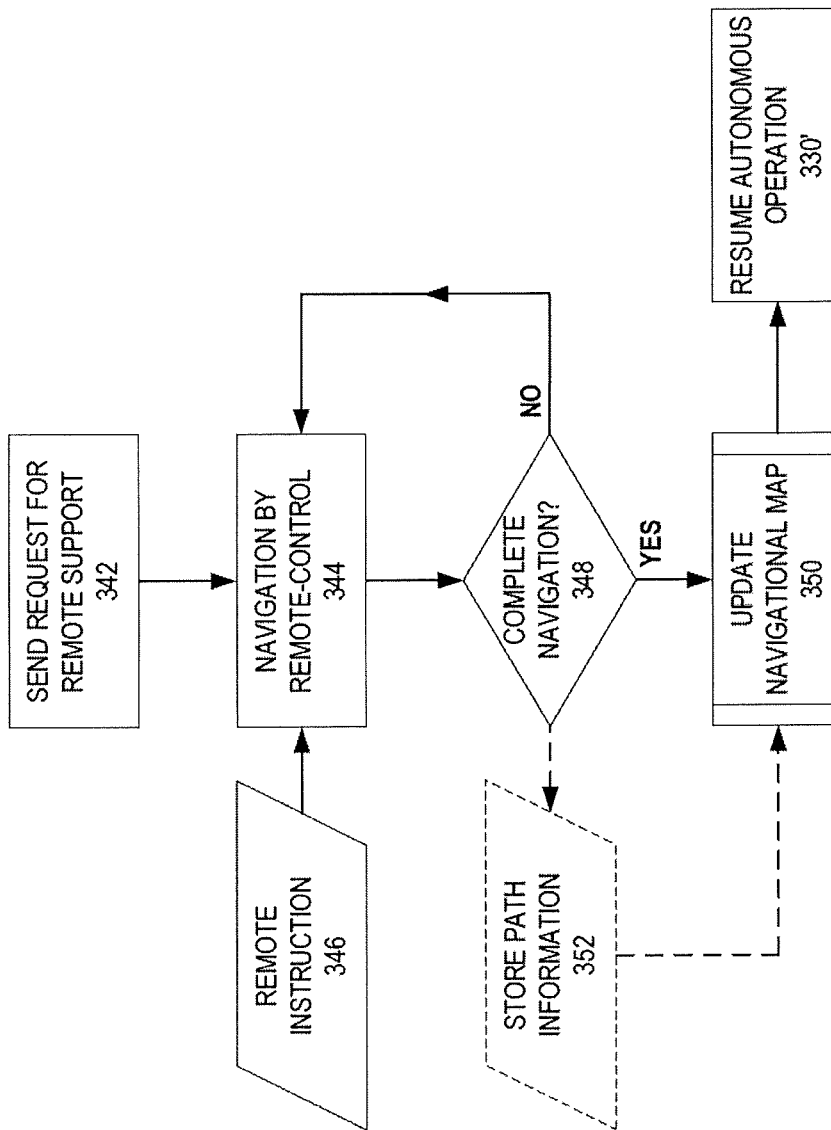 SEND REQUEST FOR
REMOTE SUPPORT
342
REMOTE
INSTRUCTION
346
NAVIGATION BY
REMOTE-CONTROL
344
COMPLETE
NAVIGATION?
348
NO
YES
STORE PATH
INFORMATION
352
UPDATE
NAVIGATIONAL MAP
350
RESUME AUTONOMOUS
OPERATION
330'